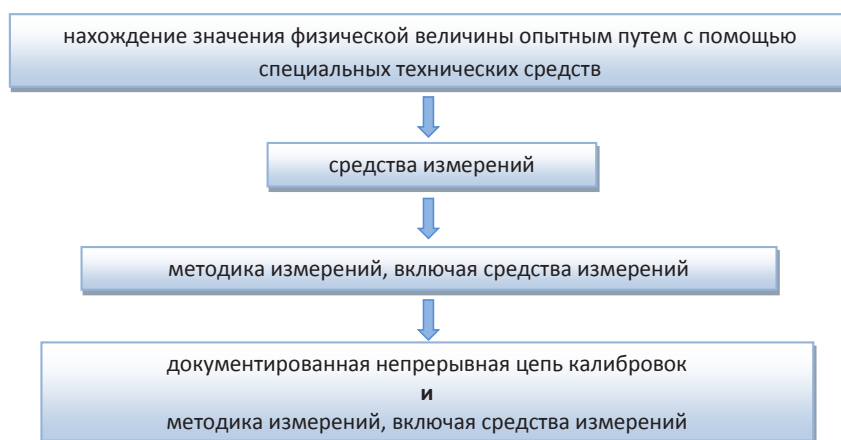 нахождение значения физической величины опытным путем с помощью
специальных технических средств
средства измерений
методика измерений, включая средства измерений
документированная непрерывная цепь калибровок
и
методика измерений, включая средства измерений